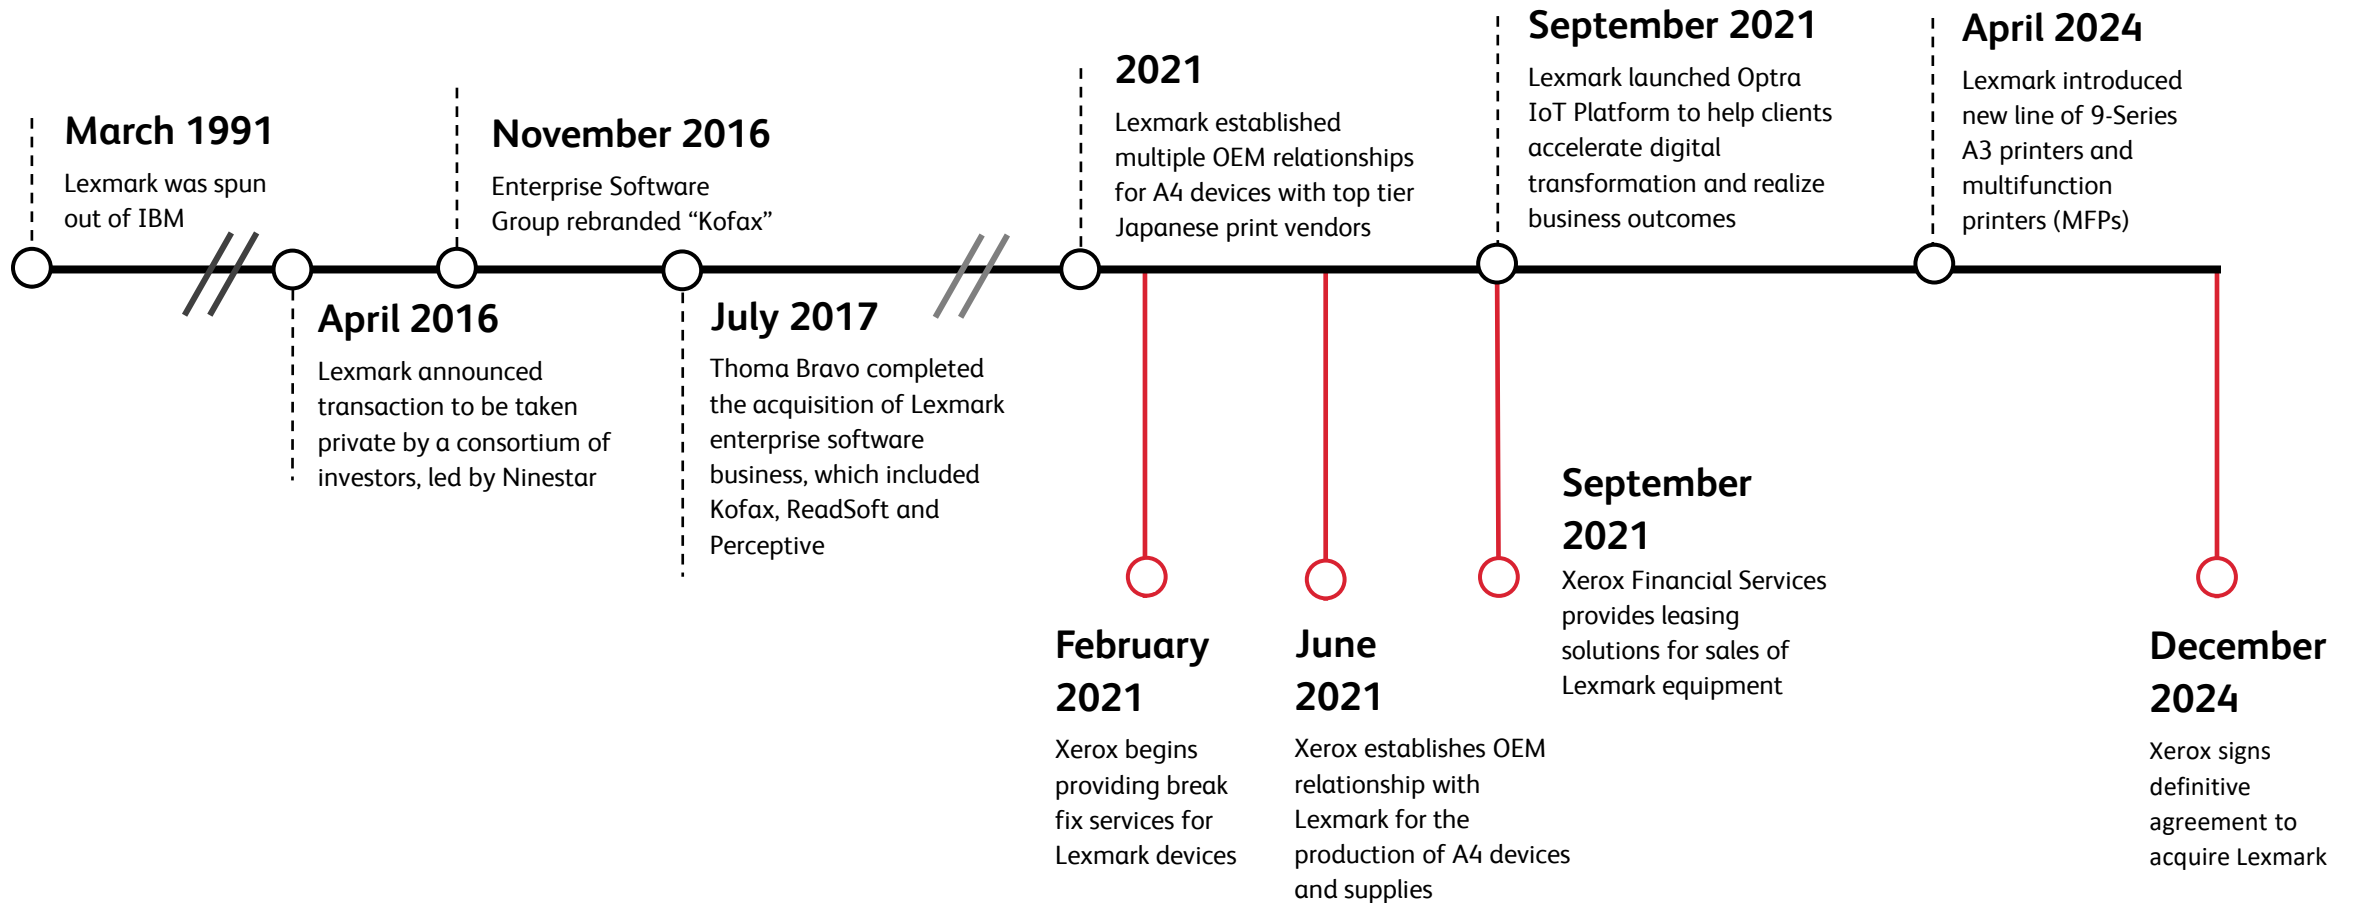 March 1991
Lexmark was spun
out of IBM
April 2016
Lexmark announced
transaction to be taken
private by a consortium of
investors, led by Ninestar
November 2016
Enterprise Software
Group rebranded “Kofax”
July 2017
Thoma Bravo completed
the acquisition of Lexmark
enterprise software
business, which included
Kofax, ReadSoft and
Perceptive
2021
Lexmark established
multiple OEM relationships
for A4 devices with top tier
Japanese print vendors
February
2021
Xerox begins
providing break
fix services for
Lexmark devices
June
2021
Xerox establishes OEM
relationship with
Lexmark for the
production of A4 devices
and supplies
September 2021
Lexmark launched Optra
IoT Platform to help clients
accelerate digital
transformation and realize
business outcomes
September
2021
Xerox Financial Services
provides leasing
solutions for sales of
Lexmark equipment
April 2024
Lexmark introduced
new line of 9-Series
A3 printers and
multifunction
printers (MFPs)
December
2024
Xerox signs
definitive
agreement to
acquire Lexmark